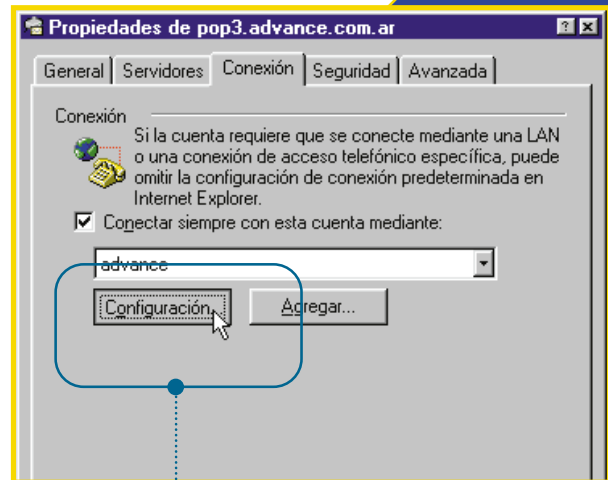 Propiedades de pop3.advance.com.ar
General Servidores Conexión Seguridad Avanzada
Conexión
Si la cuenta requiere que se conecte mediante una LAN
o una conexión de acceso telefónico específica, puede
omitir la configuración de conexión predeterminada en
Internet Explorer.
Conectar siempre con esta cuenta mediante:
advance
Configuración... Agregar...